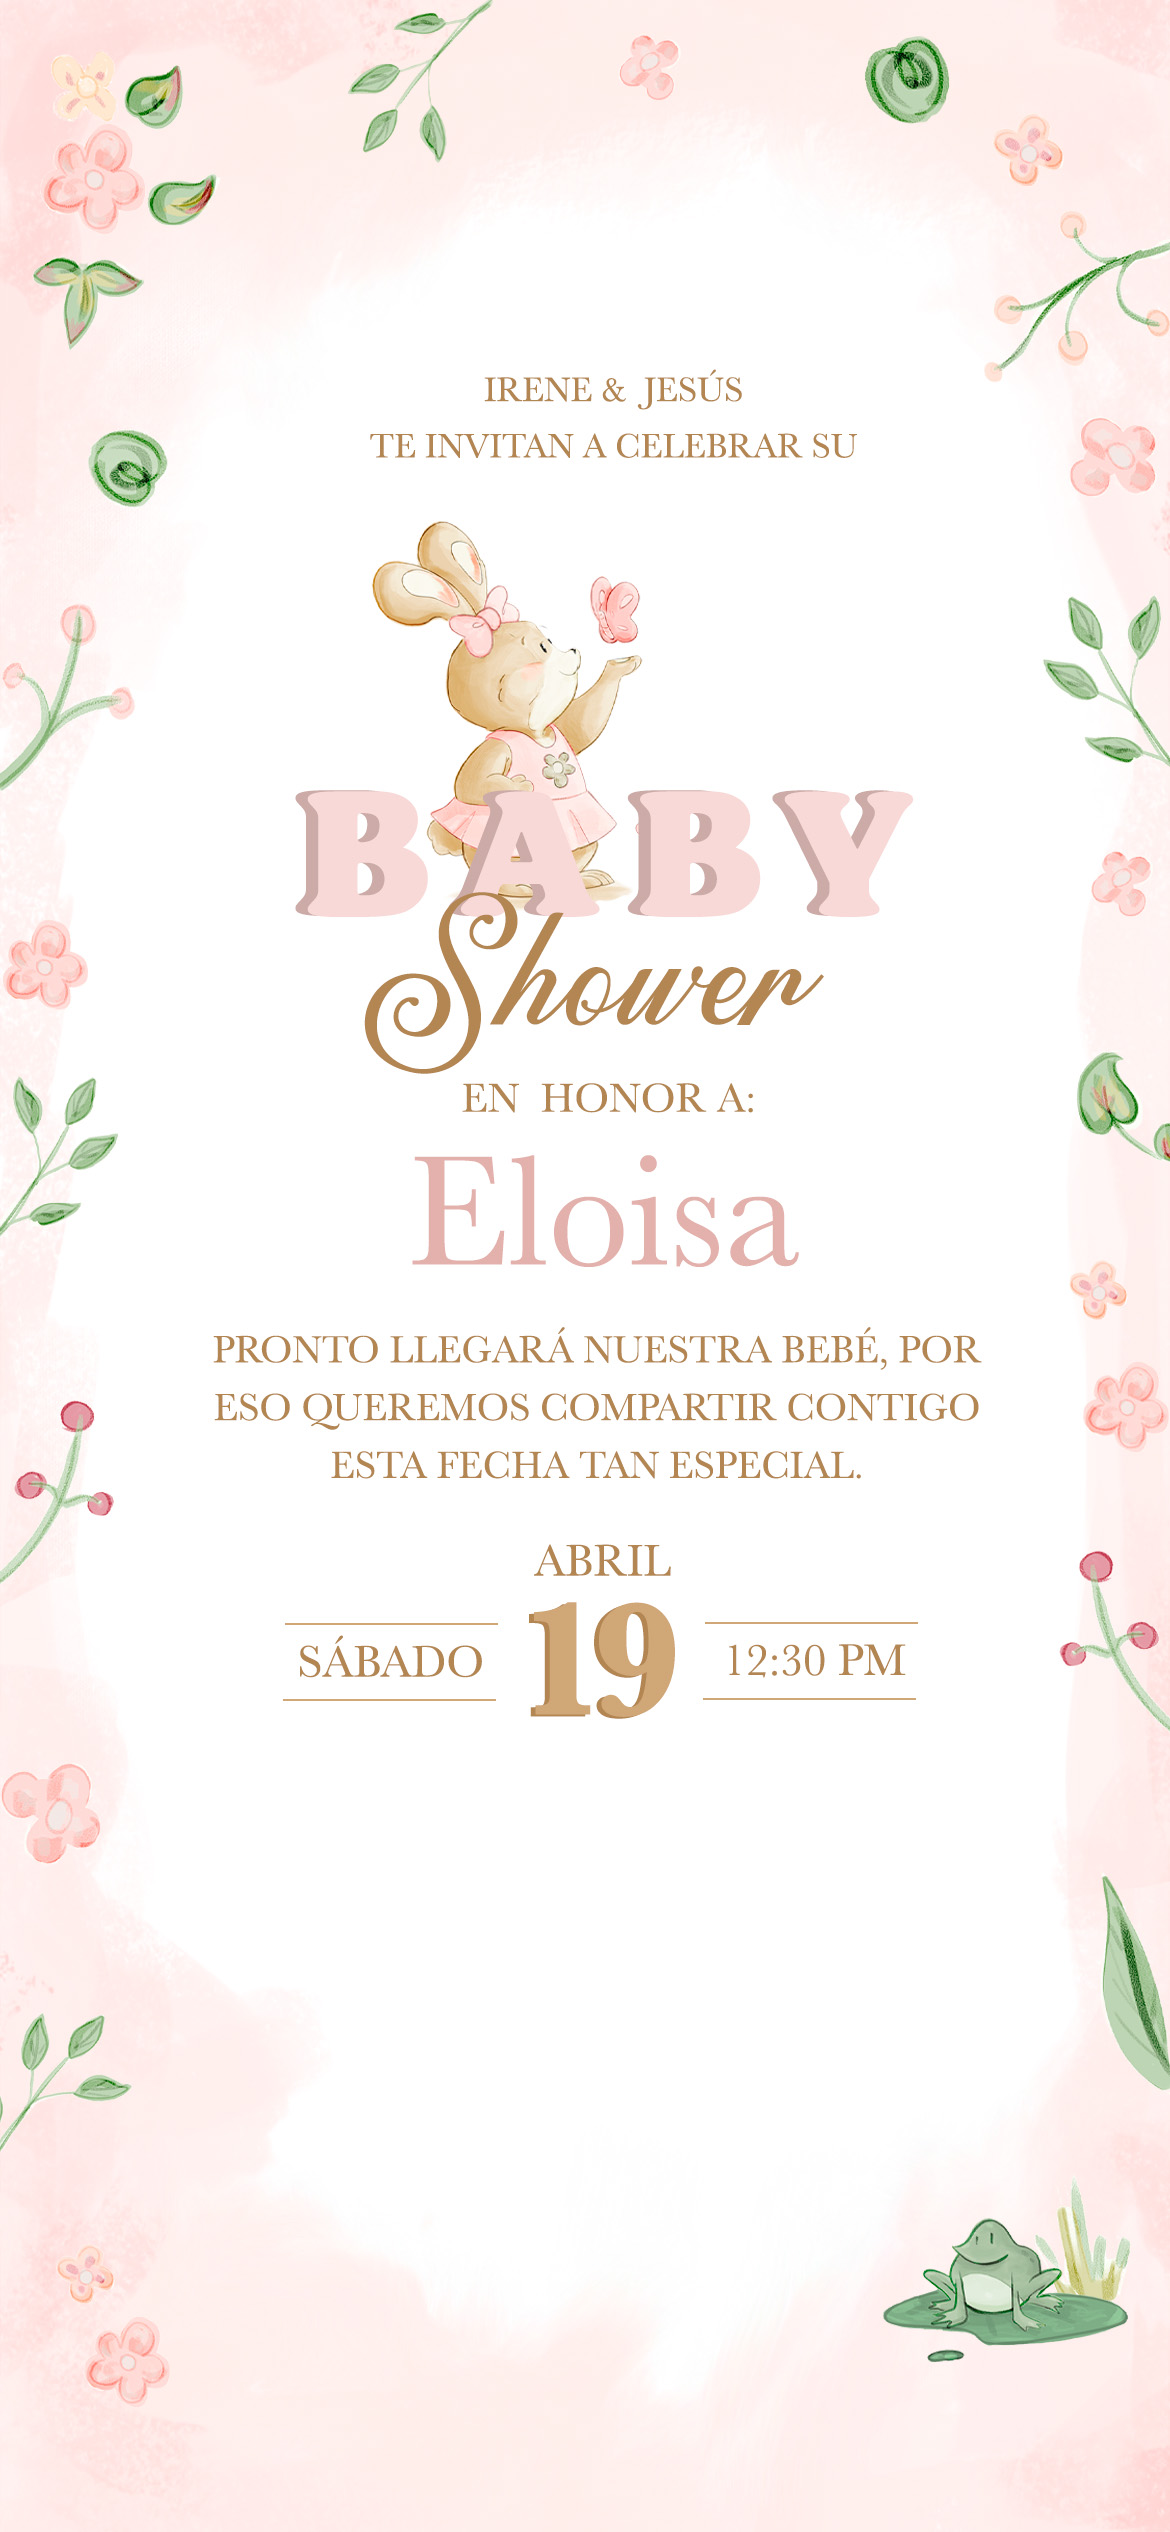 IRENE & JESÚS
TE INVITAN A CELEBRAR SU
BABY
Shower
EN HONOR A:
Eloisa
PRONTO LLEGARÁ NUESTRA BEBÉ, POR
ESO QUEREMOS COMPARTIR CONTIGO
ESTA FECHA TAN ESPECIAL.
ABRIL
SÁBADO 19 12:30 PM